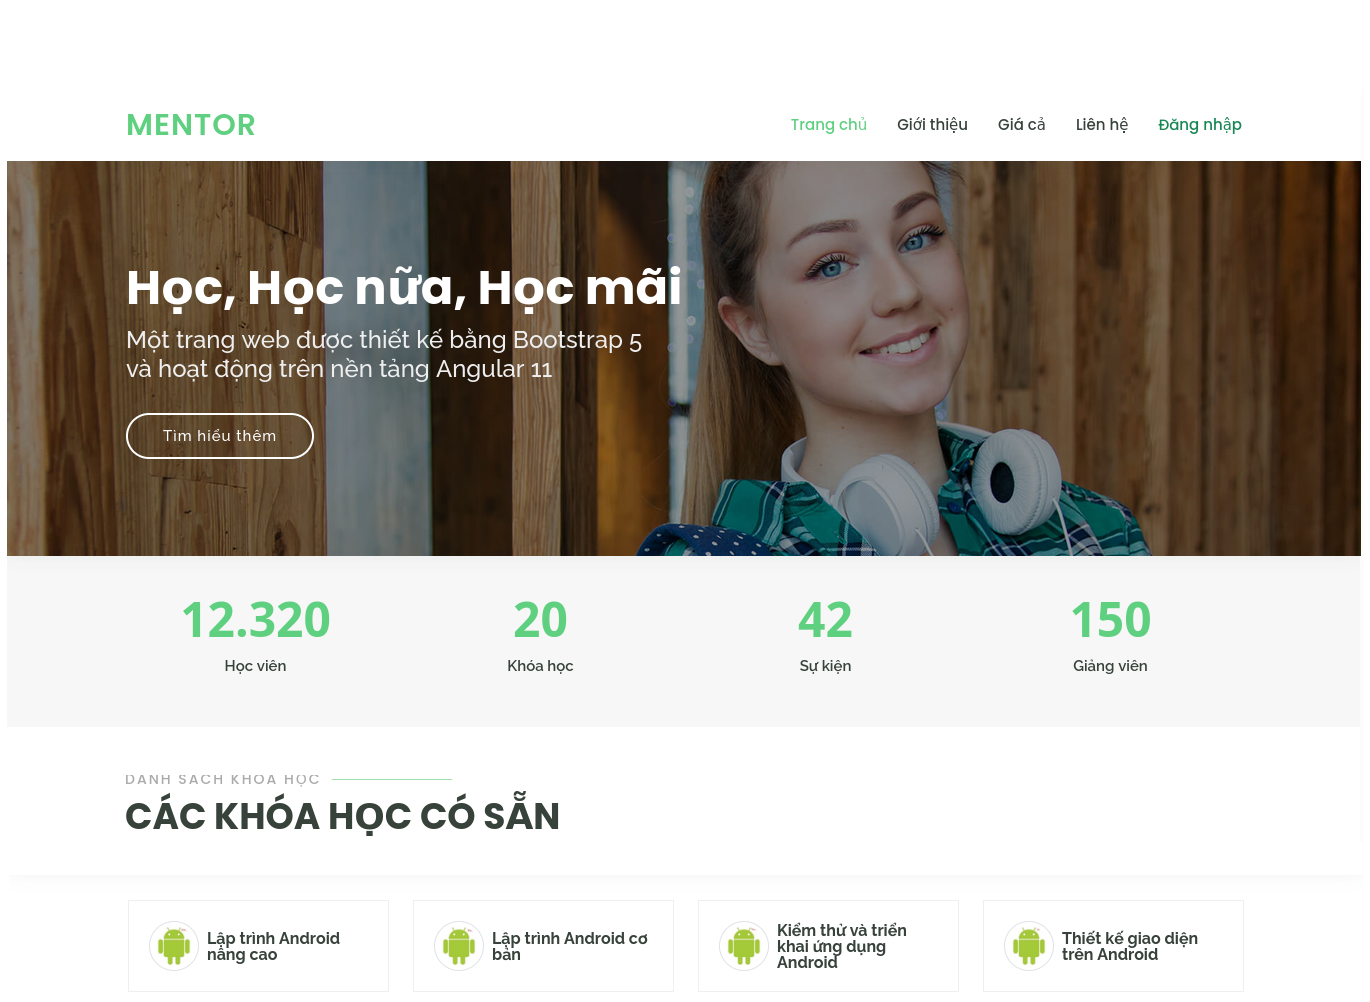 MENTOR
Trang chủ Giới thiệu Giá cả Liên hệ Đăng nhập
Học, Học nữa, Học mãi
Một trang web được thiết kế bằng Bootstrap 5
và hoạt động trên nền tảng Angular 11
Tìm hiểu thêm
12.320 20 42 150
Học viên Khóa học Sự kiện Giảng viên
DANH SÁCH KHÓA HỌC
CÁC KHÓA HỌC CÓ SẴN
Lập trình Android
nâng cao
Lập trình Android cơ
bản
Kiểm thử và triển
khai ứng dụng
Android
Thiết kế giao diện
trên Android